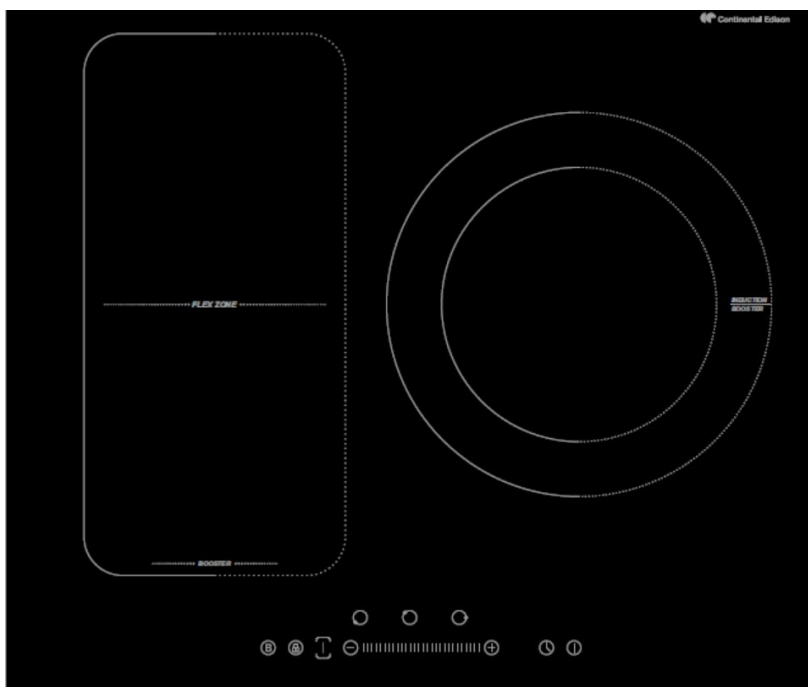 Continental Edison
FLEX ZONE
INDUCTION
BOOSTER
BOOSTER
B